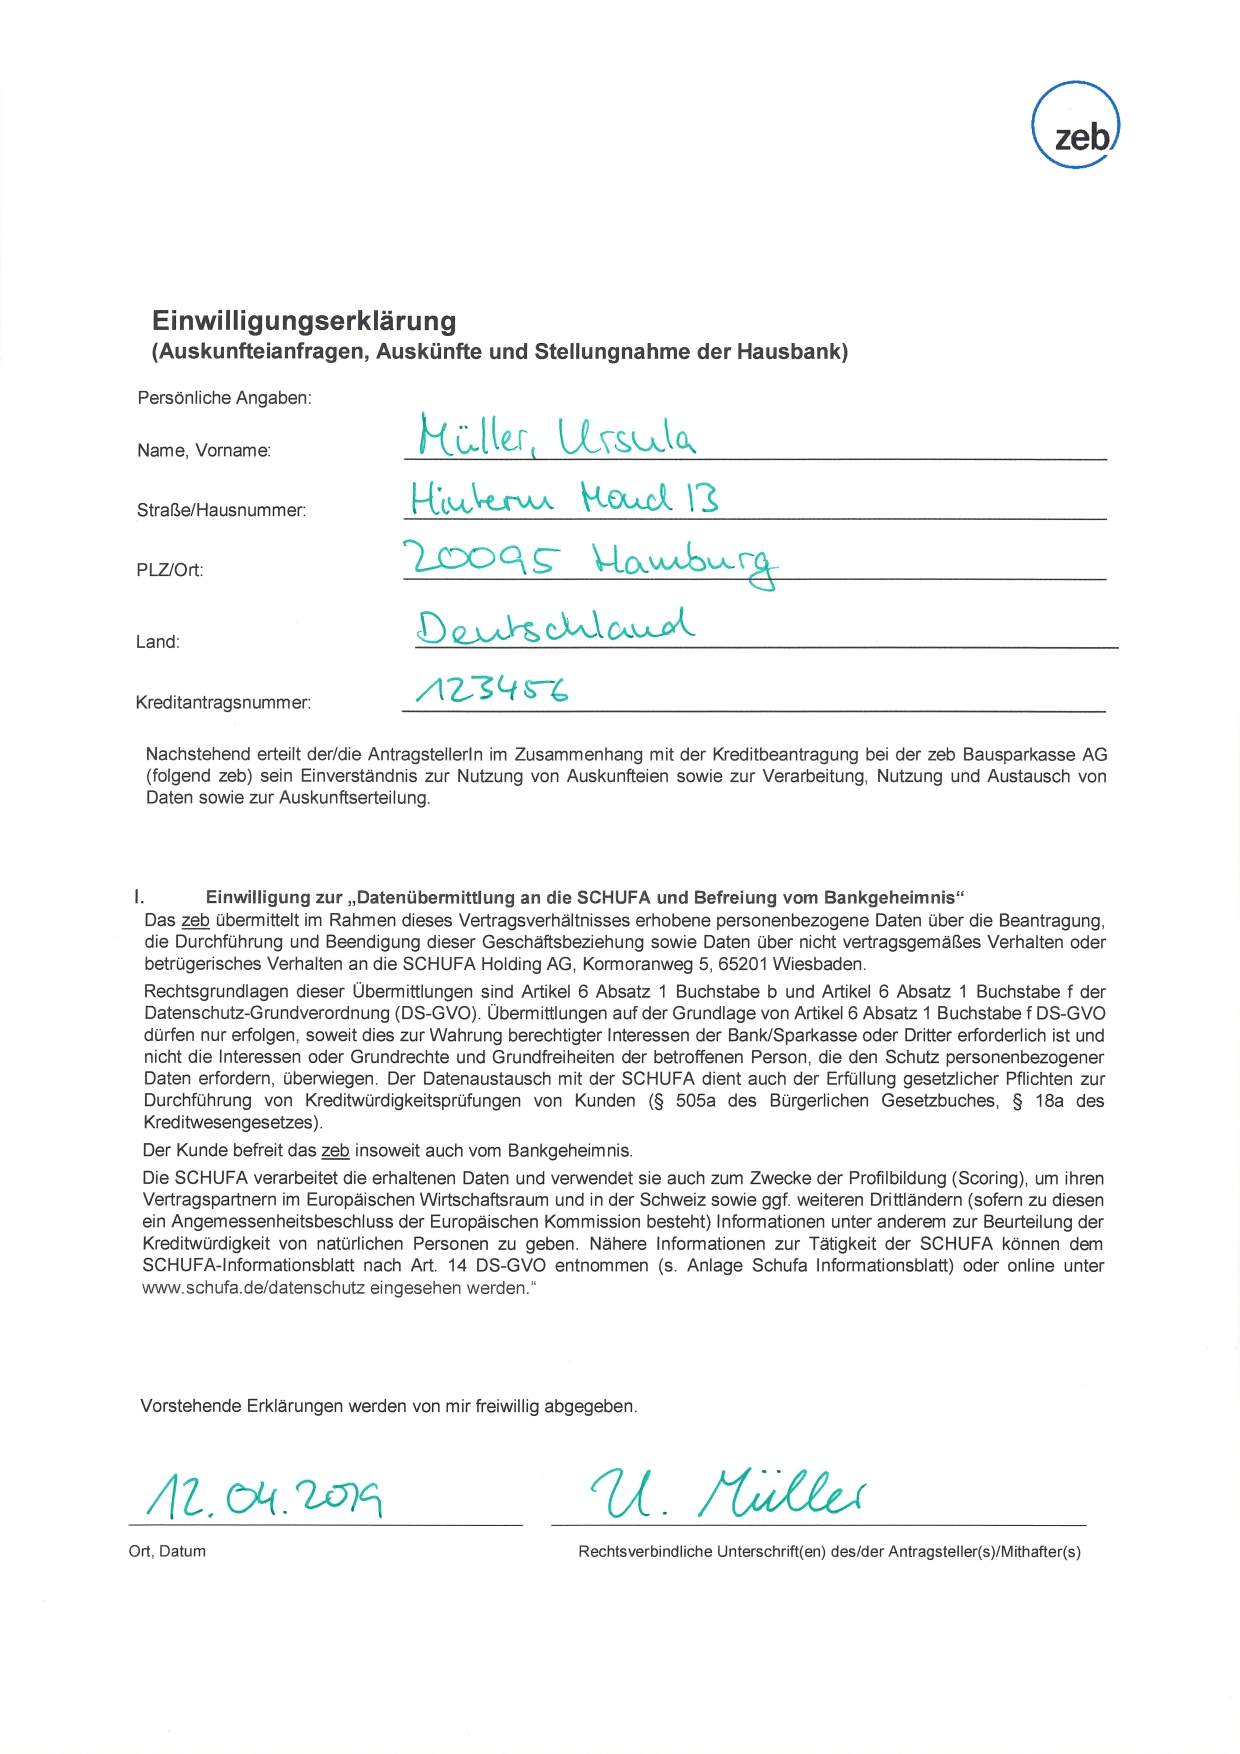 zeb
Einwilligungserklärung
(Auskunfteianfragen, Auskünfte und Stellungnahme der Hausbank)
Persönliche Angaben:
Name, Vorname: Müller, Ursula
Straße/Hausnummer: Hinterm Mond 13
PLZ/Ort: 20095 Hamburg
Land: Deutschland
Kreditantragsnummer: 123456
Nachstehend erteilt der/die AntragstellerIn im Zusammenhang mit der Kreditbeantragung bei der zeb Bausparkasse AG
(folgend zeb) sein Einverständnis zur Nutzung von Auskunfteien sowie zur Verarbeitung, Nutzung und Austausch von
Daten sowie zur Auskunftserteilung.
I. Einwilligung zur „Datenübermittlung an die SCHUFA und Befreiung vom Bankgeheimnis“
Das zeb übermittelt im Rahmen dieses Vertragsverhältnisses erhobene personenbezogene Daten über die Beantragung,
die Durchführung und Beendigung dieser Geschäftsbeziehung sowie Daten über nicht vertragsgemäßes Verhalten oder
betrügerisches Verhalten an die SCHUFA Holding AG, Kormoranweg 5, 65201 Wiesbaden.
Rechtsgrundlagen dieser Übermittlungen sind Artikel 6 Absatz 1 Buchstabe b und Artikel 6 Absatz 1 Buchstabe f der
Datenschutz-Grundverordnung (DS-GVO). Übermittlungen auf der Grundlage von Artikel 6 Absatz 1 Buchstabe f DS-GVO
dürfen nur erfolgen, soweit dies zur Wahrung berechtigter Interessen der Bank/Sparkasse oder Dritter erforderlich ist und
nicht die Interessen oder Grundrechte und Grundfreiheiten der betroffenen Person, die den Schutz personenbezogener
Daten erfordern, überwiegen. Der Datenaustausch mit der SCHUFA dient auch der Erfüllung gesetzlicher Pflichten zur
Durchführung von Kreditwürdigkeitsprüfungen von Kunden (§ 505a des Bürgerlichen Gesetzbuches, § 18a des
Kreditwesengesetzes).
Der Kunde befreit das zeb insoweit auch vom Bankgeheimnis.
Die SCHUFA verarbeitet die erhaltenen Daten und verwendet sie auch zum Zwecke der Profilbildung (Scoring), um ihren
Vertragspartnern im Europäischen Wirtschaftsraum und in der Schweiz sowie ggf. weiteren Drittländern (sofern zu diesen
ein Angemessenheitsbeschluss der Europäischen Kommission besteht) Informationen unter anderem zur Beurteilung der
Kreditwürdigkeit von natürlichen Personen zu geben. Nähere Informationen zur Tätigkeit der SCHUFA können dem
SCHUFA-Informationsblatt nach Art. 14 DS-GVO entnommen (s. Anlage Schufa Informationsblatt) oder online unter
www.schufa.de/datenschutz eingesehen werden.“
Vorstehende Erklärungen werden von mir freiwillig abgegeben.
12.04.2019 U. Müller
Ort, Datum Rechtsverbindliche Unterschrift(en) des/der Antragsteller(s)/Mithafter(s)